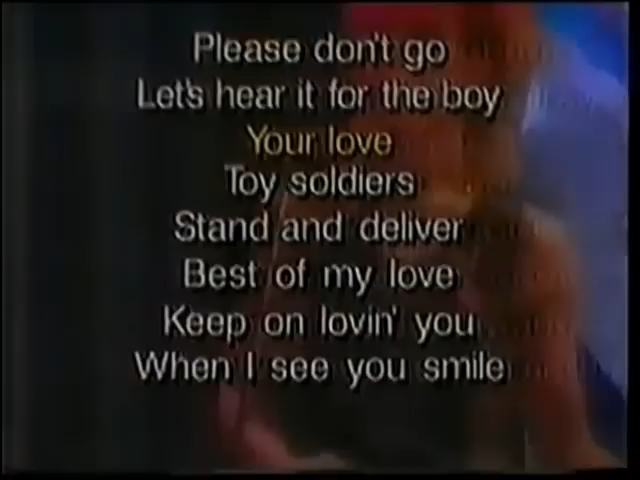 Please don't go
Let's hear it for the boy
Your love
Toy soldiers
Stand and deliver
Best of my love
Keep on lovin' you
When I see you smile